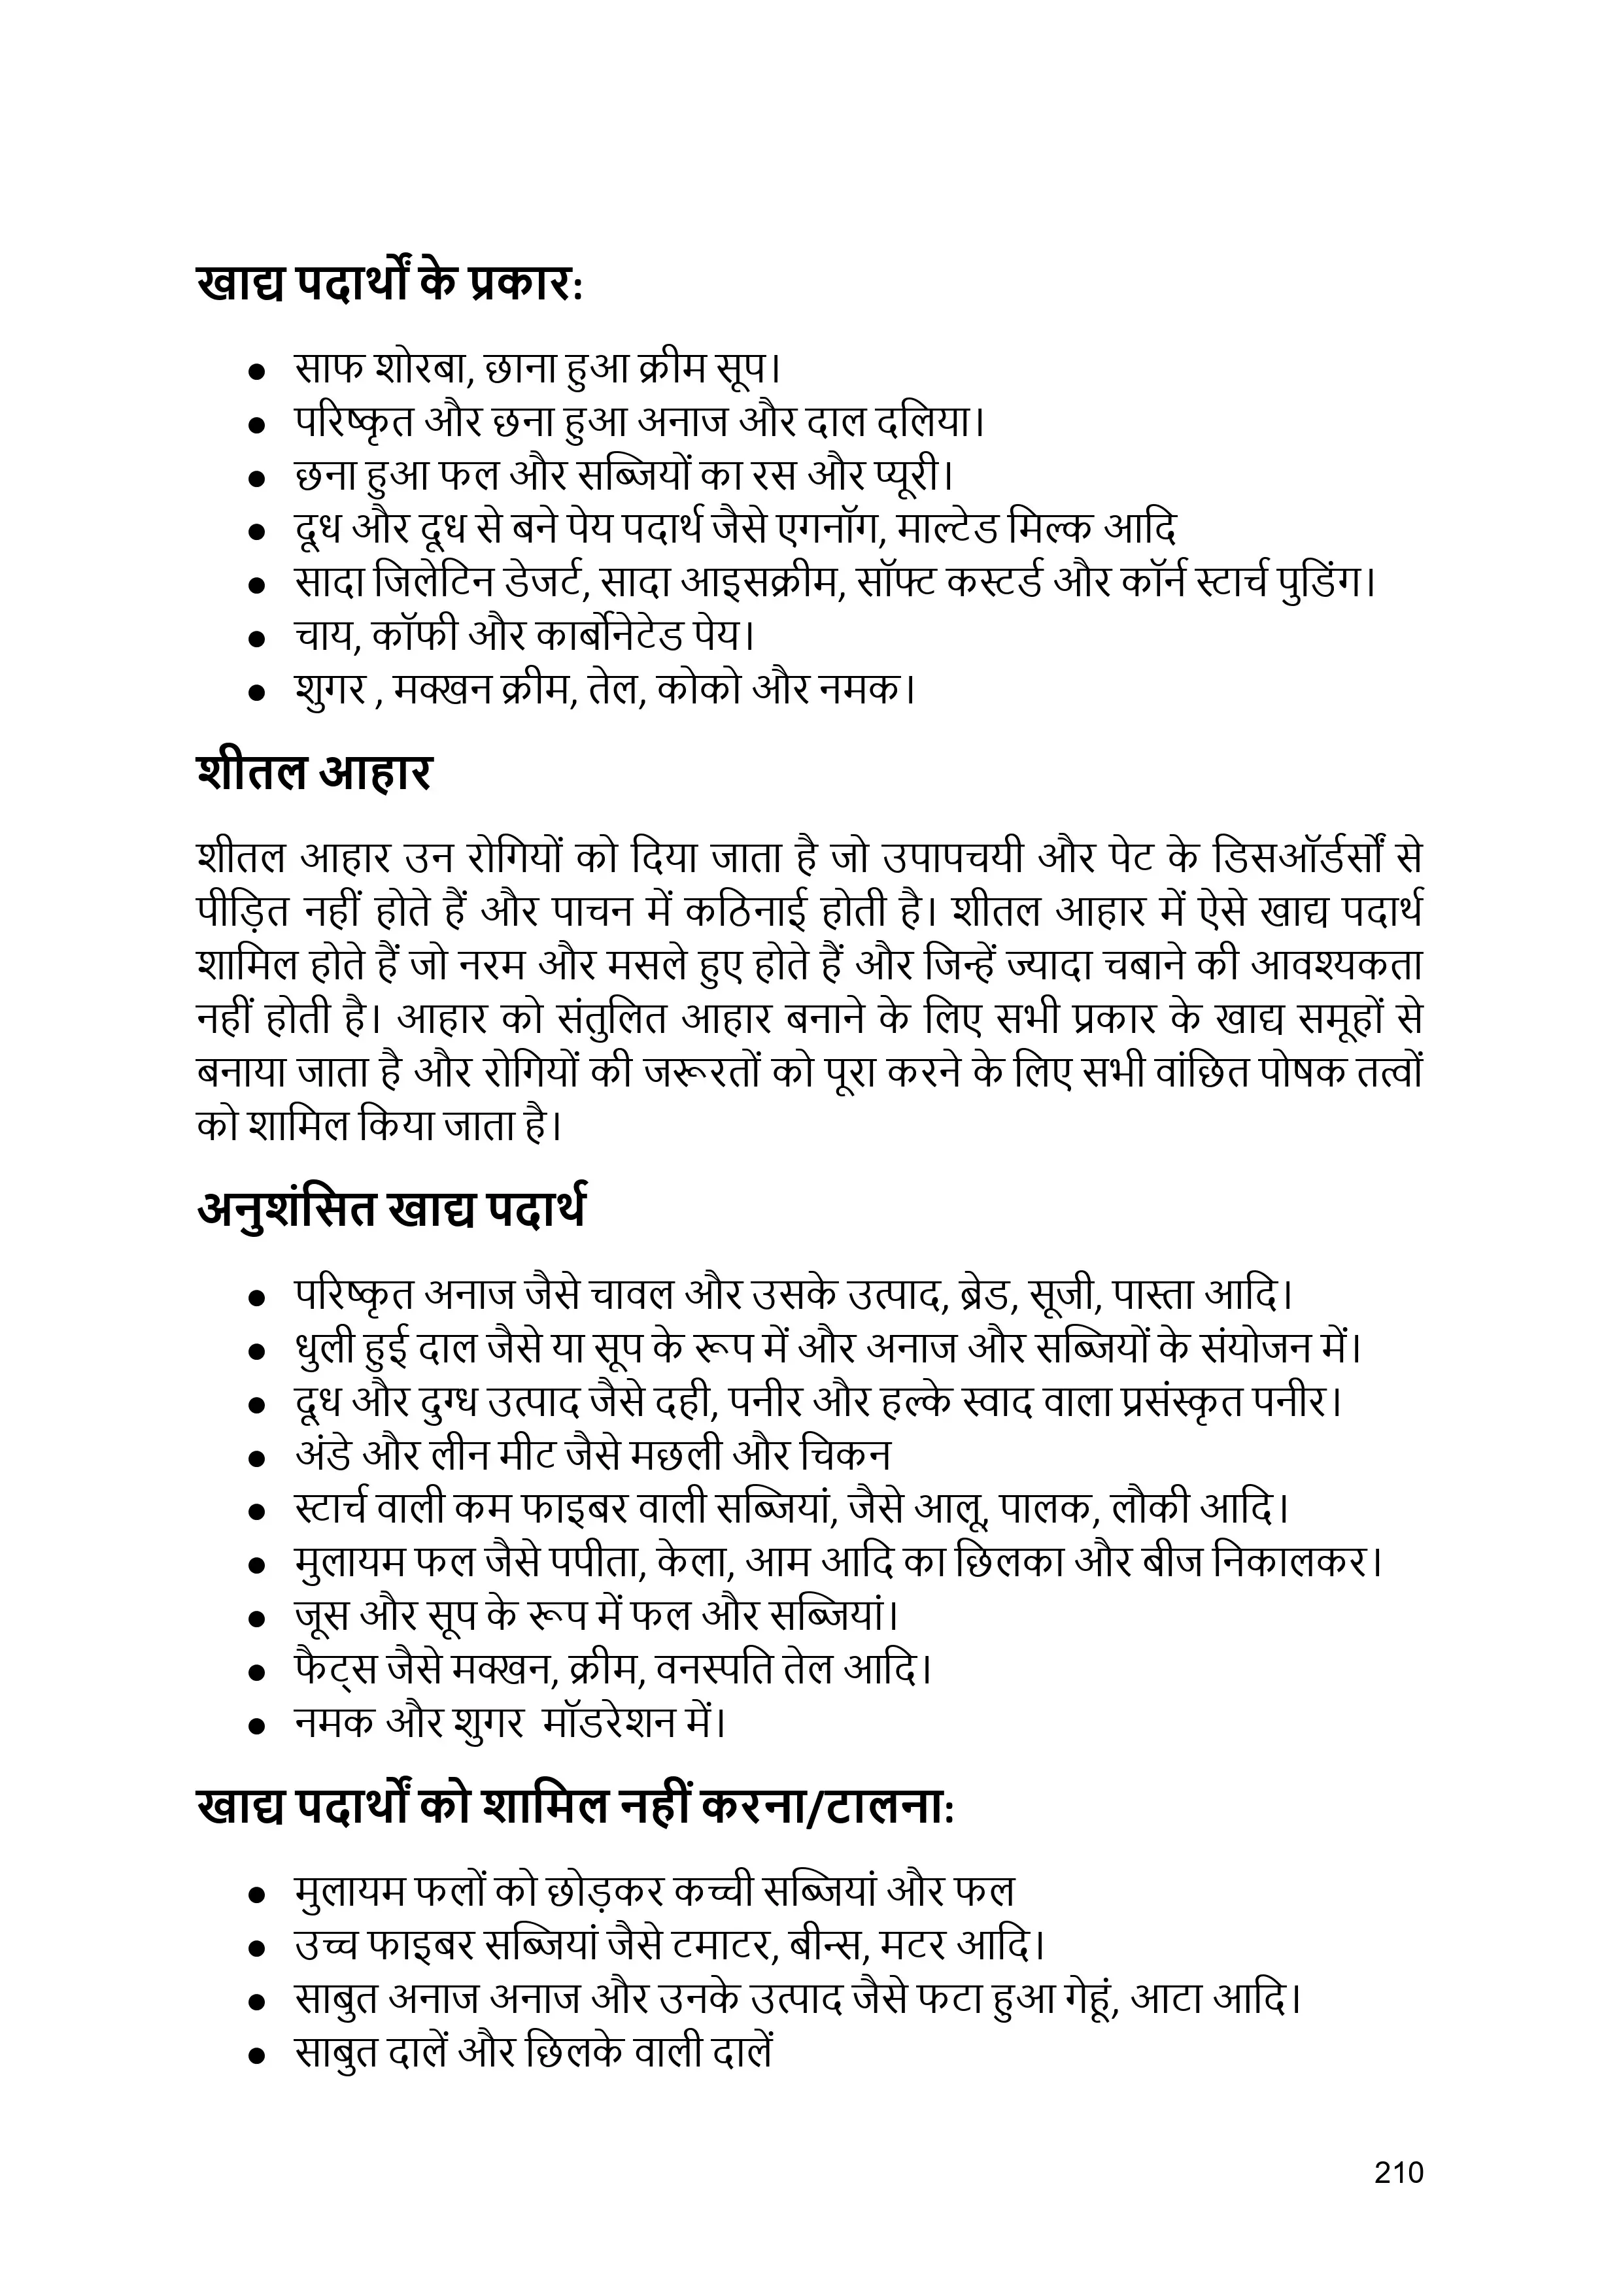 खाद्य पदार्थों के प्रकार:
● साफ शोरबा, छाना हुआ क्रीम सूप।
● परिष्कृत और छना हुआ अनाज और दाल दलिया।
● छना हुआ फल और सब्जियों का रस और प्यूरी।
● दूध और दूध से बने पेय पदार्थ जैसे एगनॉग, माल्टेड मिल्क आदि
● सादा जिलेटिन डेजर्ट, सादा आइसक्रीम, सॉफ्ट कस्टर्ड और कॉर्न स्टार्च पुडिंग।
● चाय, कॉफी और कार्बोनेटेड पेय।
● शुगर , मक्खन क्रीम, तेल, कोको और नमक।
शीतल आहार
शीतल आहार उन रोगियों को दिया जाता है जो उपापचयी और पेट के डिसऑर्डर्सों से
पीड़ित नहीं होते हैं और पाचन में कठिनाई होती है। शीतल आहार में ऐसे खाद्य पदार्थ
शामिल होते हैं जो नरम और मसले हुए होते हैं और जिन्हें ज्यादा चबाने की आवश्यकता
नहीं होती है। आहार को संतुलित आहार बनाने के लिए सभी प्रकार के खाद्य समूहों से
बनाया जाता है और रोगियों की जरूरतों को पूरा करने के लिए सभी वांछित पोषक तत्वों
को शामिल किया जाता है।
अनुशंसित खाद्य पदार्थ
● परिष्कृत अनाज जैसे चावल और उसके उत्पाद, ब्रेड, सूजी, पास्ता आदि।
● धुली हुई दाल जैसे या सूप के रूप में और अनाज और सब्जियों के संयोजन में।
● दूध और दुग्ध उत्पाद जैसे दही, पनीर और हल्के स्वाद वाला प्रसंस्कृत पनीर।
● अंडे और लीन मीट जैसे मछली और चिकन
● स्टार्च वाली कम फाइबर वाली सब्जियां, जैसे आलू, पालक, लौकी आदि।
● मुलायम फल जैसे पपीता, केला, आम आदि का छिलका और बीज निकालकर।
● जूस और सूप के रूप में फल और सब्जियां।
● फैट्स जैसे मक्खन, क्रीम, वनस्पति तेल आदि।
● नमक और शुगर मॉडरेशन में।
खाद्य पदार्थों को शामिल नहीं करना/टालना:
● मुलायम फलों को छोड़कर कच्ची सब्जियां और फल
● उच्च फाइबर सब्जियां जैसे टमाटर, बीन्स, मटर आदि।
● साबुत अनाज अनाज और उनके उत्पाद जैसे फटा हुआ गेहूं, आटा आदि।
● साबुत दालें और छिलके वाली दालें
210